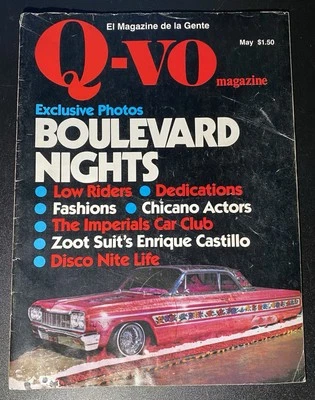 El Magazine de la Gente
May $1.50
Q-VO
magazine
Exclusive Photos
BOULEVARD
NIGHTS
• Low Riders • Dedications
• Fashions • Chicano Actors
• The Imperials Car Club
• Zoot Suit's Enrique Castillo
• Disco Nite Life